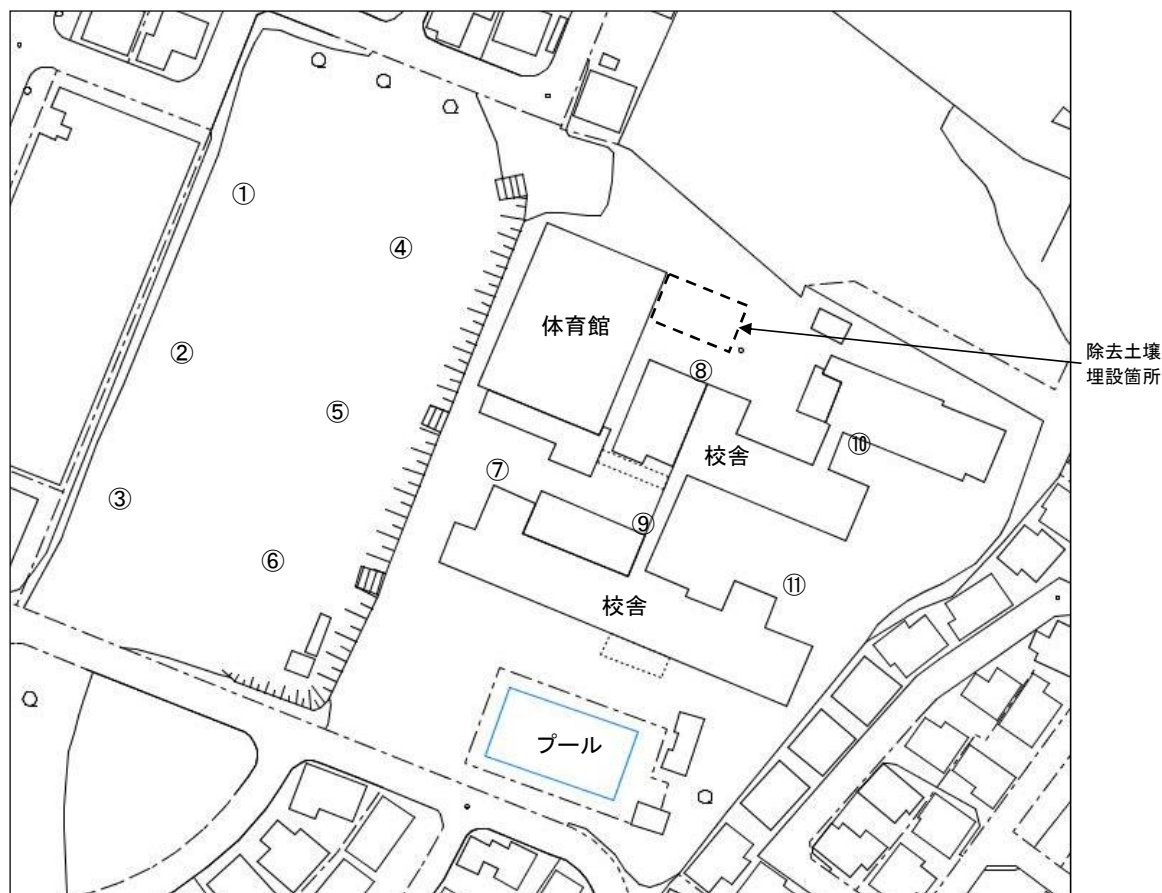 ①
④
体育館
除去土壌
埋設箇所
②
⑧
⑤
校舎
⑩
⑦
③
⑨
⑥
⑪
校舎
プール